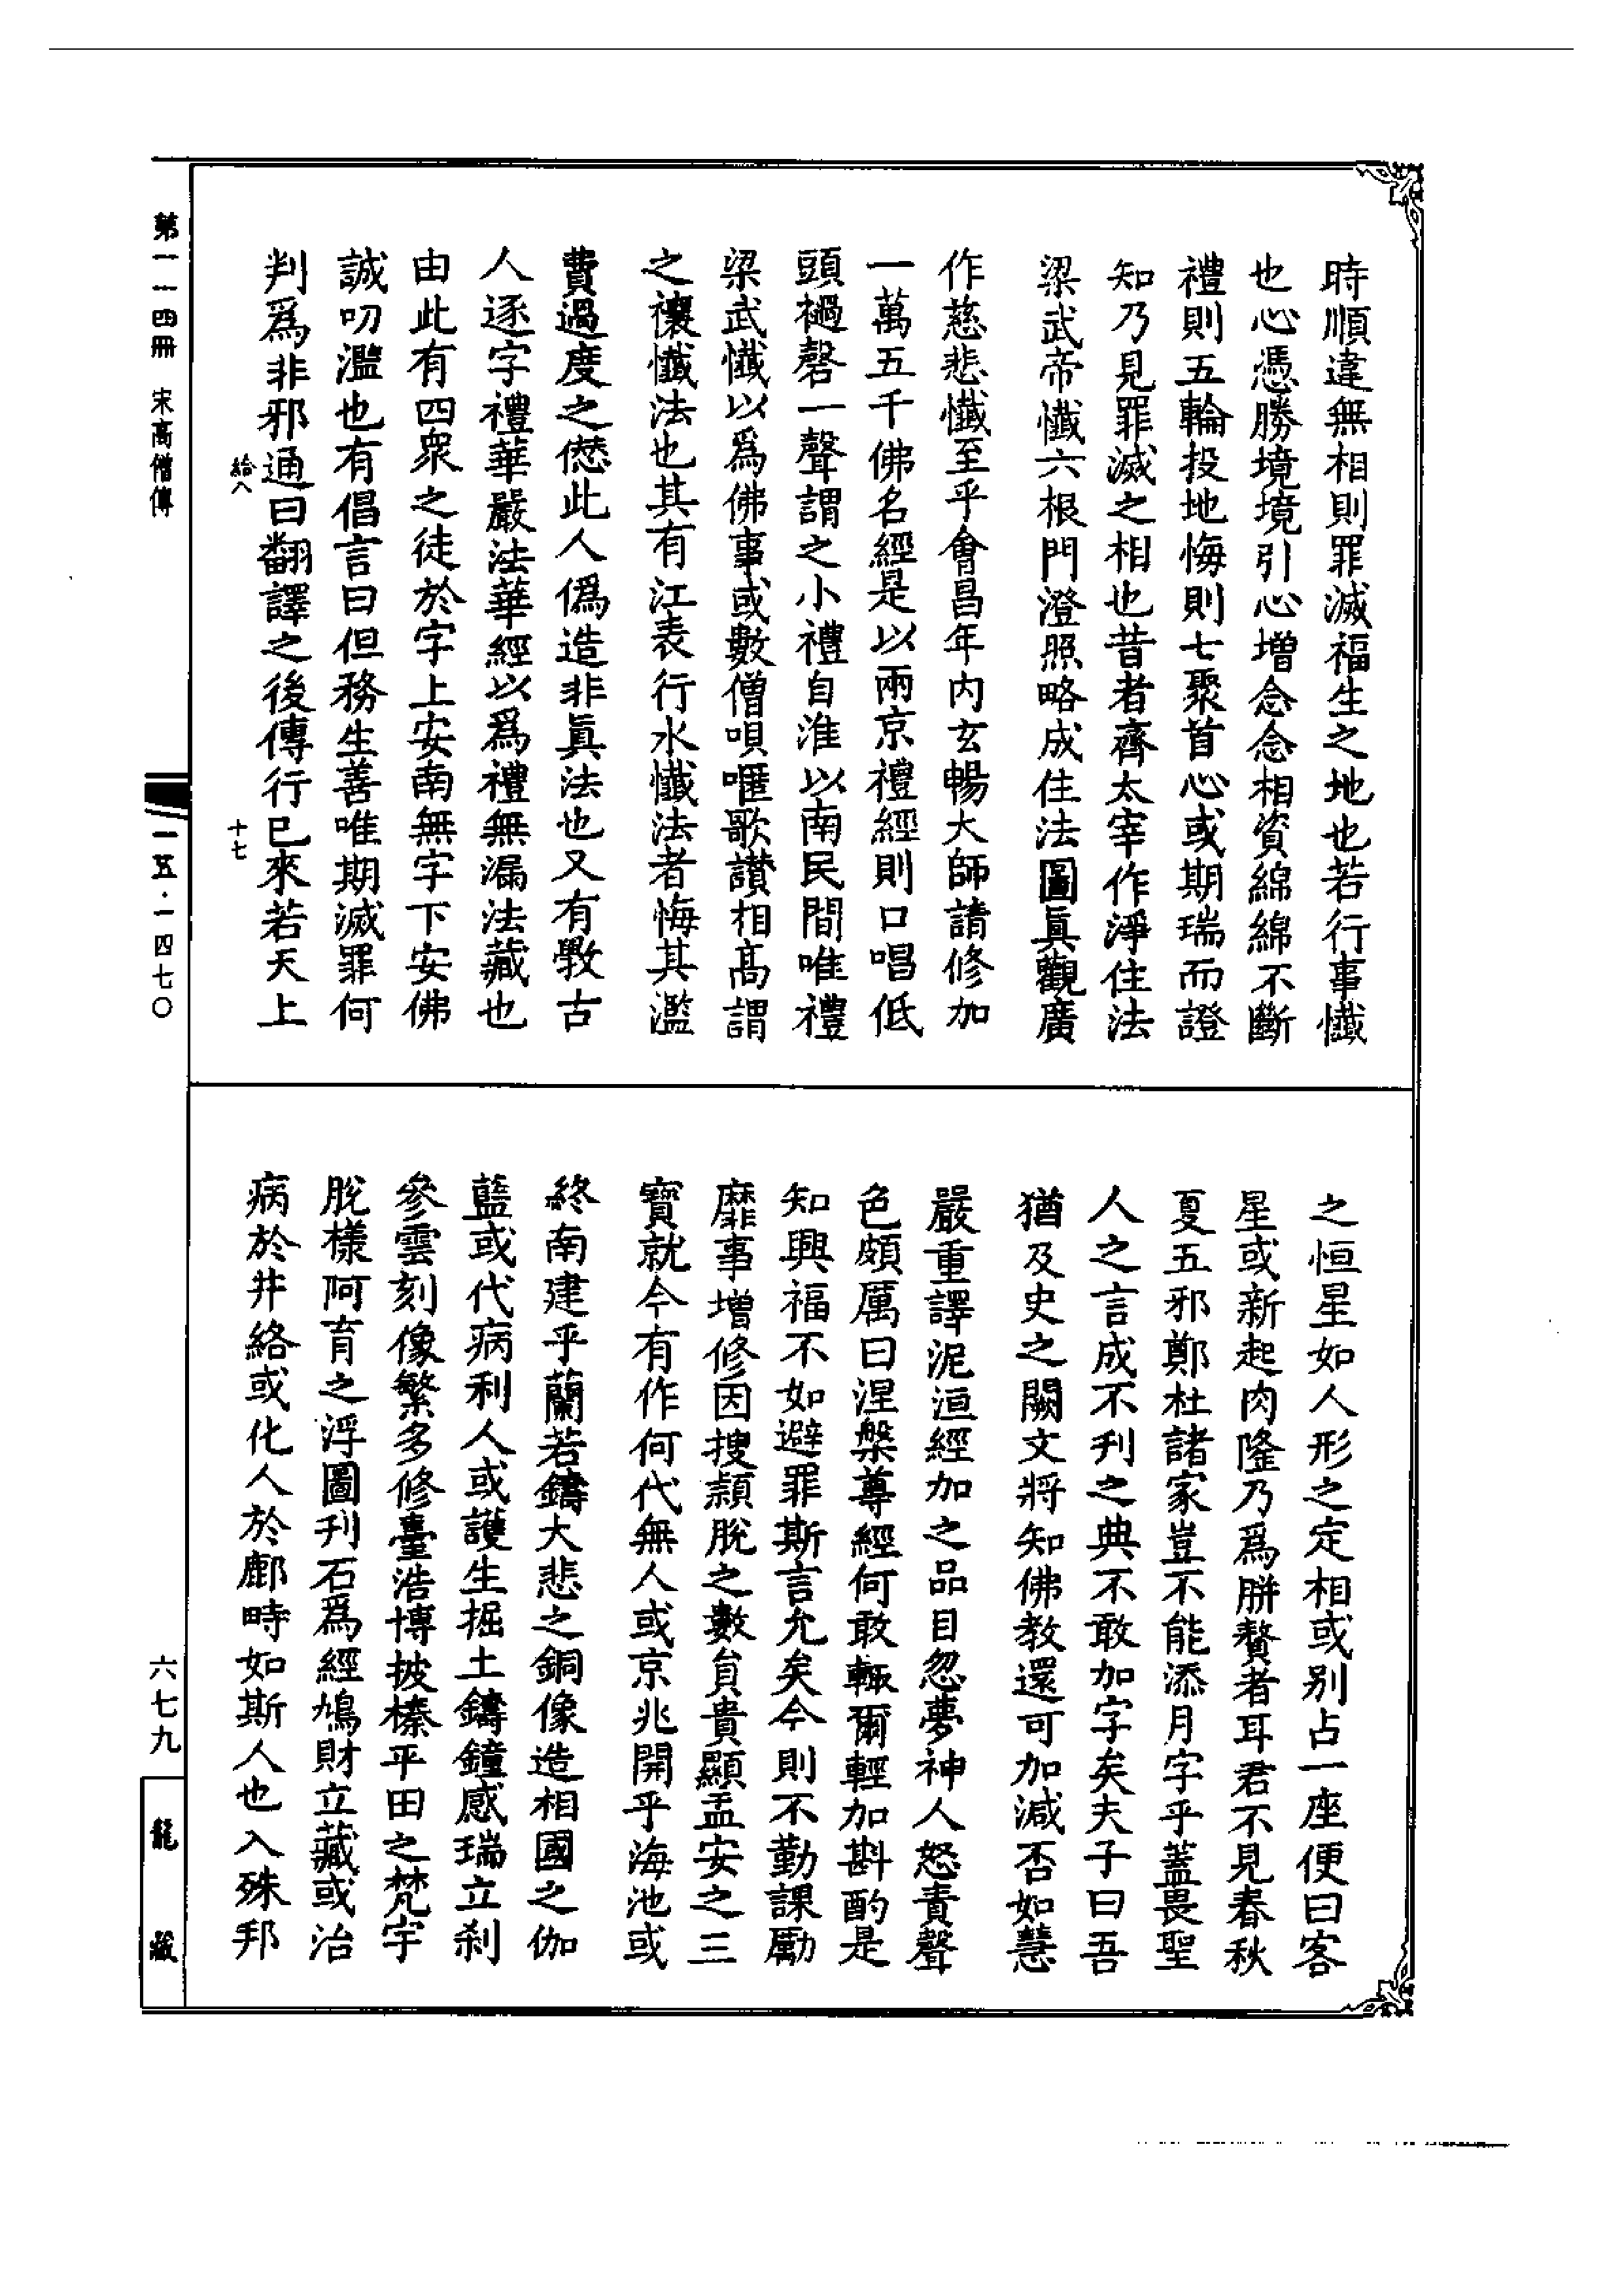 時順違無相則罪滅福生之地也若行事懺
也心憑勝境境引心增念念相資綿綿不斷
禮則五輪投地悔則七聚首心或期瑞而證
知乃見罪滅之相也昔者齊太宰作淨住法
梁武帝懺六根門澄照略成住法圖眞觀廣
作慈悲懺至乎會昌年内玄暢大師請修加
一萬五千佛名經是以兩京禮經則口唱低
頭檛磬一聲謂之小禮自淮以南民間唯禮
梁武懺以爲佛事或數僧唄囉歌讃相高謂
之禳懺法也其有江表行水懺法者悔其濫
費過度之愆此人僞造非眞法也又有斅古
人逐字禮華嚴法華經以爲禮無漏法藏也
由此有四衆之徒於字上安南無字下安佛
誠叨濫也有倡言曰但務生善唯期滅罪何
判爲非邪通曰翻譯之後傳行已來若天上
之恒星如人形之定相或別占一座便曰客
星或新起肉隆乃爲胼贅者耳君不見春秋
夏五邪鄭杜諸家豈不能添月字乎蓋畏聖
人之言成不刊之典不敢加字矣夫子曰吾
猶及史之闕文將知佛教還可加減否如慧
嚴重譯泥洹經加之品目忽夢神人怒責聲
色頗厲曰涅槃尊經何敢輒爾輕加斟酌是
知興福不如避罪斯言允矣今則不勤課勵
靡事增修因搜潁脫之數貟貴顯盂安之三
寶就今有作何代無人或京兆開乎海池或
終南建乎蘭若鑄大悲之銅像造相國之伽
藍或代病利人或護生掘土鑄鐘感瑞立刹
參雲刻像繁多修臺浩博披榛平田之梵宇
脫樣阿育之浮圖刊石爲經鳩財立藏或治
病於井絡或化人於鄜畤如斯人也入殊邦
給八 十七
第一一四冊 宋高僧傳 一五·一四七〇 六七九 龍藏